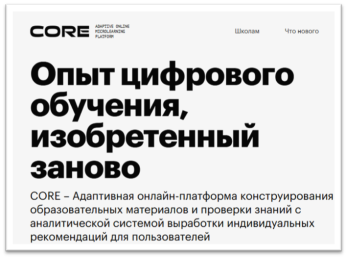 CORE
ADAPTIVE ONLINE
MICROLEARNING
PLATFORM
Школам
Что нового
Опыт цифрового
обучения,
изобретенный
заново
CORE – Адаптивная онлайн-платформа конструирования
образовательных материалов и проверки знаний с
аналитической системой выработки индивидуальных
рекомендаций для пользователей